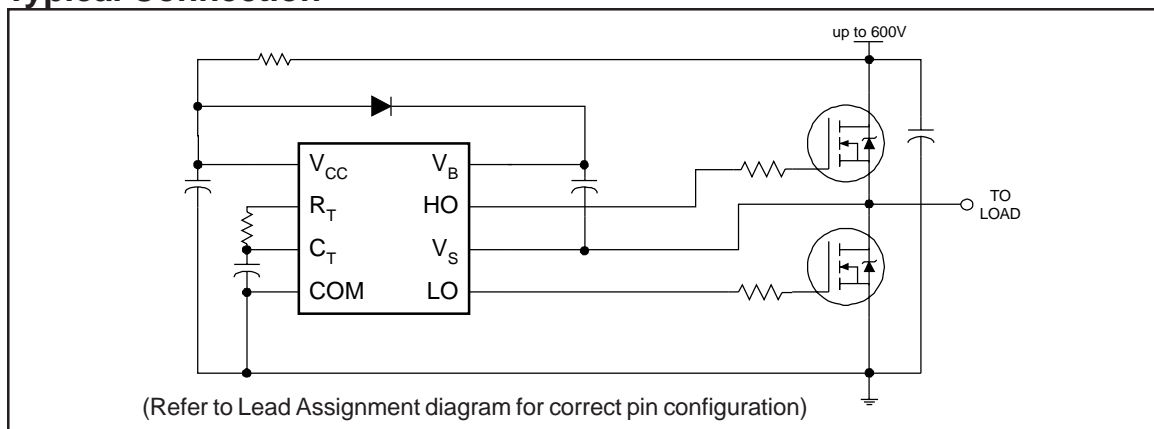 Typical Connection
up to 600V
VCC
VB
RT
HO
CT
VS
COM
LO
TO
LOAD
(Refer to Lead Assignment diagram for correct pin configuration)